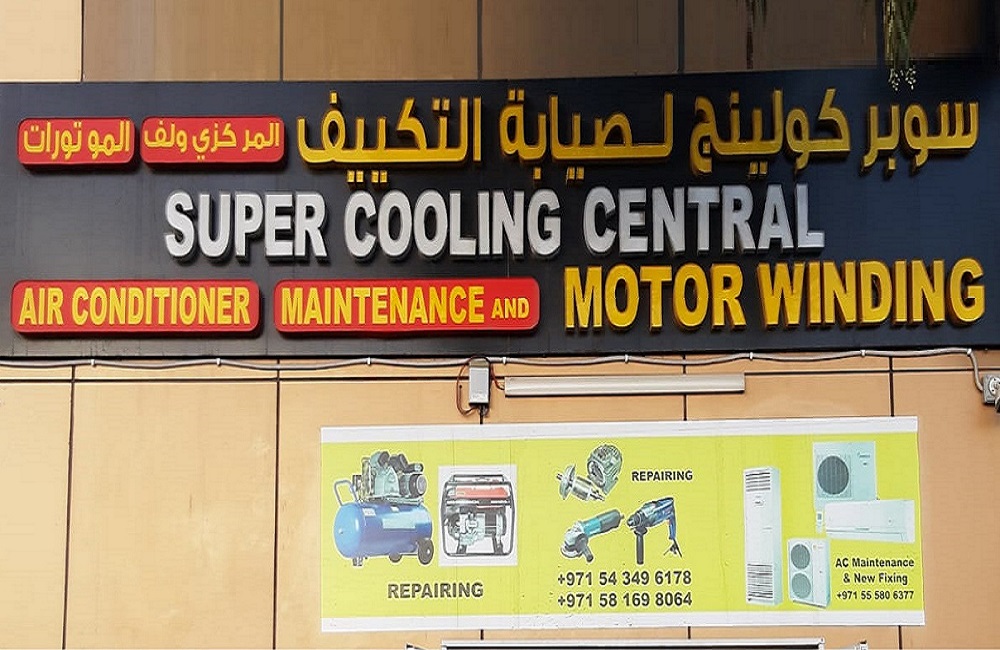 سوبر كولينج لـصيابة التكييف المركزي ولف الموتورات
SUPER COOLING CENTRAL
AIR CONDITIONER MAINTENANCE AND MOTOR WINDING
REPAIRING
REPAIRING
+971 54 349 6178
+971 58 169 8064
AC Maintenance
& New Fixing
+971 55 580 6377